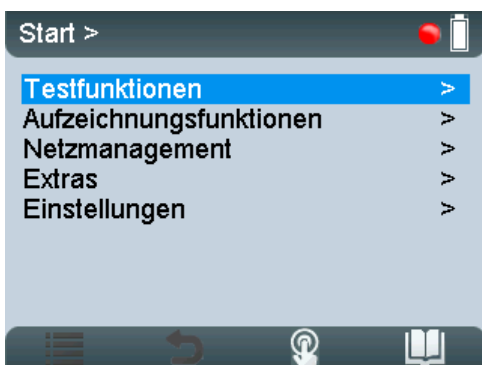 Start >
Testfunktionen >
Aufzeichnungsfunktionen >
Netzmanagement >
Extras >
Einstellungen >